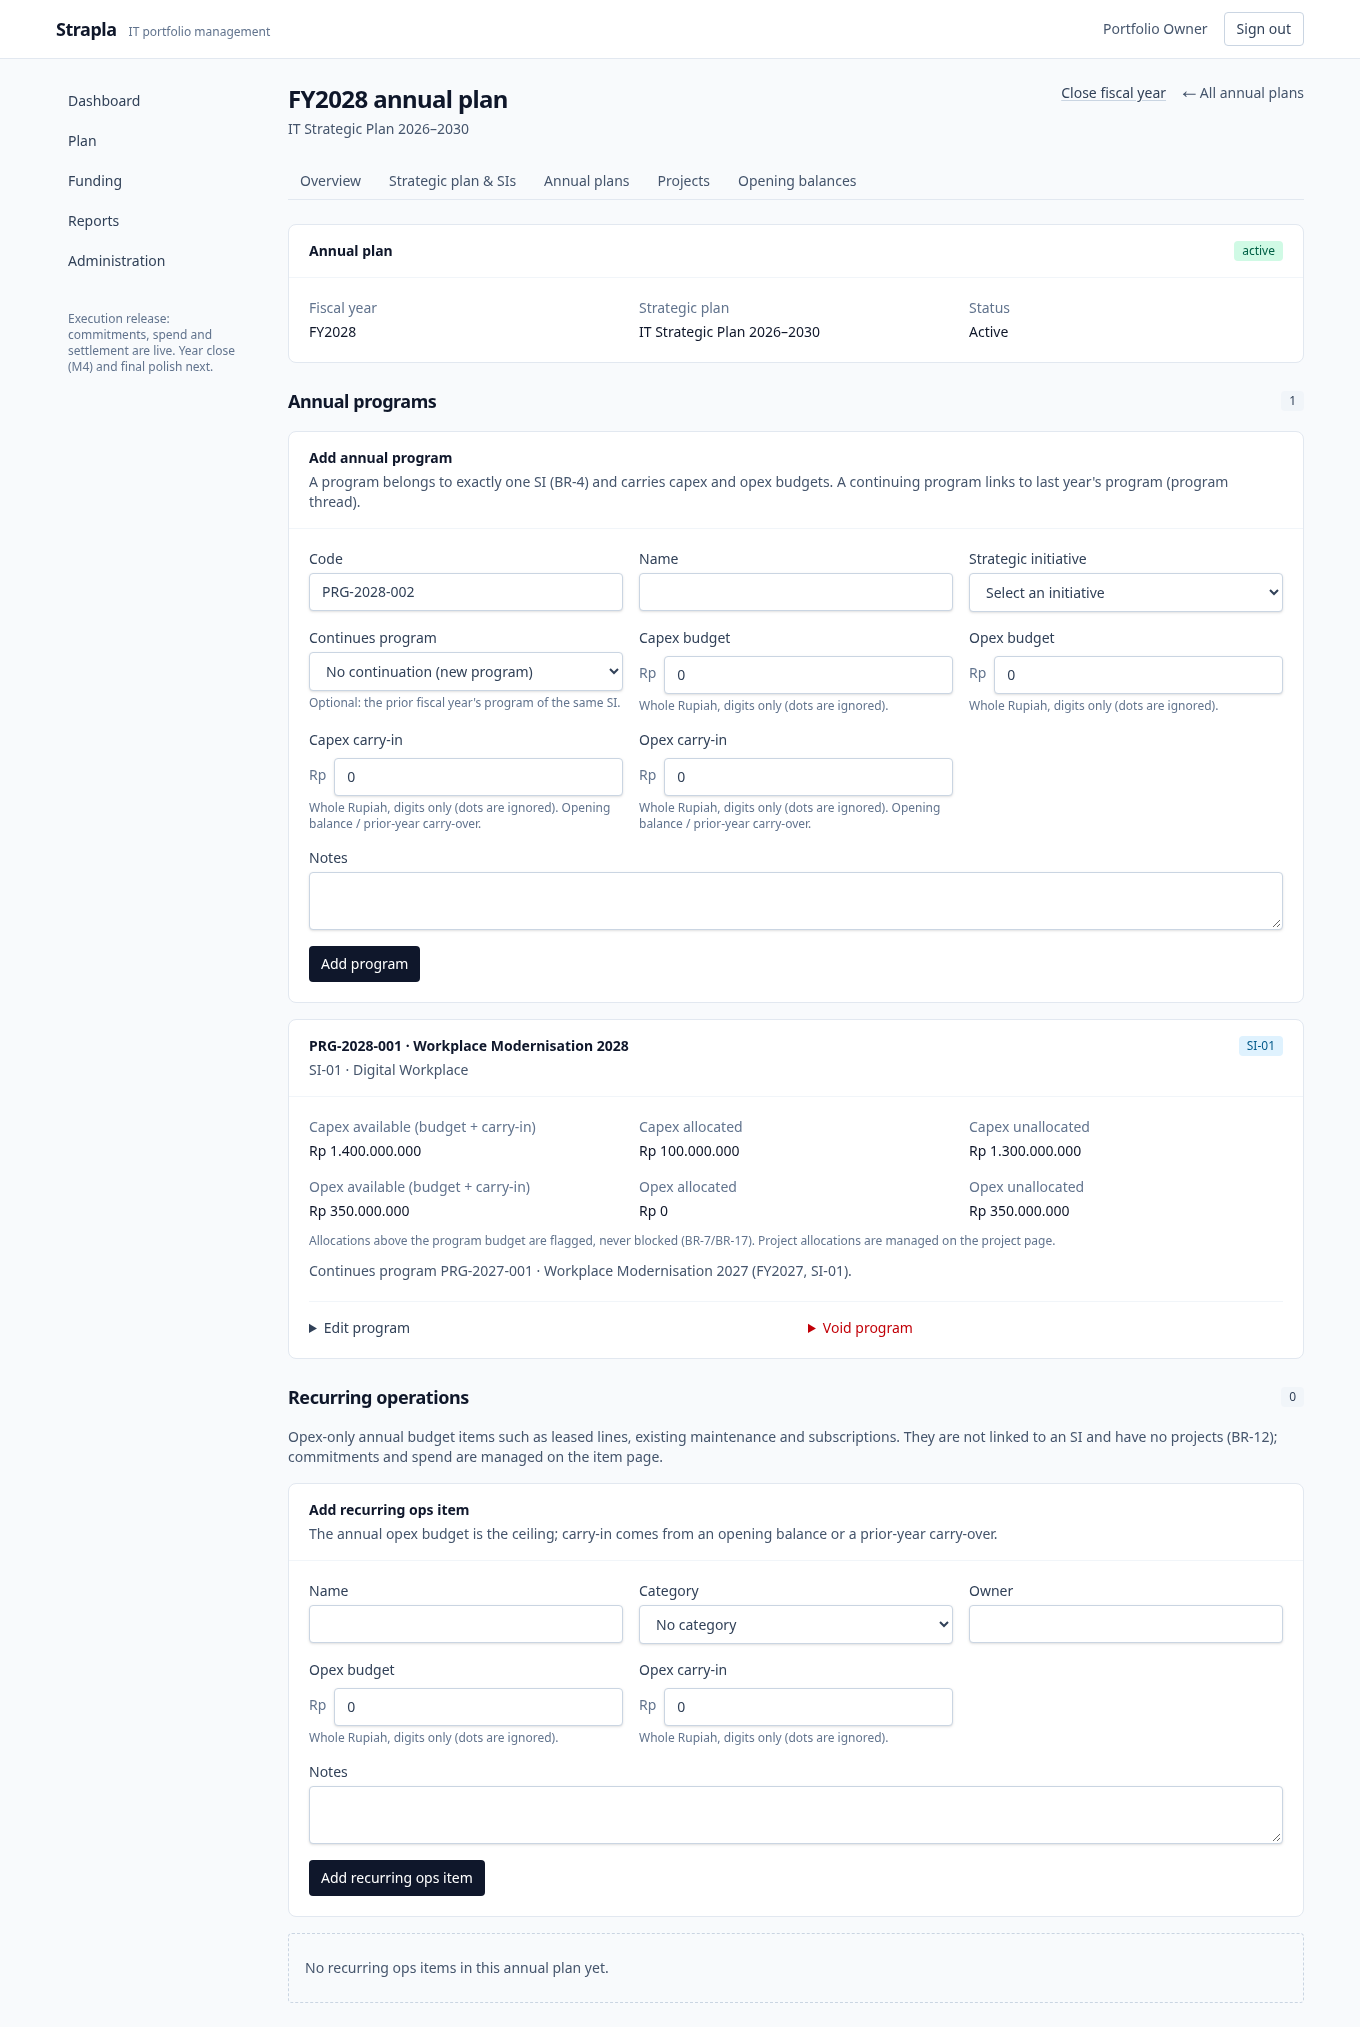 Strapla IT portfolio management
Portfolio Owner Sign out
Dashboard
Plan
Funding
Reports
Administration
Execution release:
commitments, spend and
settlement are live. Year close
(M4) and final polish next.
FY2028 annual plan
IT Strategic Plan 2026–2030
Close fiscal year ← All annual plans
Overview Strategic plan & SIs Annual plans Projects Opening balances
Annual plan active
Fiscal year Strategic plan Status
FY2028 IT Strategic Plan 2026–2030 Active
Annual programs 1
Add annual program
A program belongs to exactly one SI (BR-4) and carries capex and opex budgets. A continuing program links to last year's program (program
thread).
Code Name Strategic initiative
PRG-2028-002 Select an initiative
Continues program Capex budget Opex budget
No continuation (new program) Rp 0 Rp 0
Optional: the prior fiscal year's program of the same SI. Whole Rupiah, digits only (dots are ignored). Whole Rupiah, digits only (dots are ignored).
Capex carry-in Opex carry-in
Rp 0 Rp 0
Whole Rupiah, digits only (dots are ignored). Opening Whole Rupiah, digits only (dots are ignored). Opening
balance / prior-year carry-over. balance / prior-year carry-over.
Notes
Add program
PRG-2028-001 · Workplace Modernisation 2028 SI-01
SI-01 · Digital Workplace
Capex available (budget + carry-in) Capex allocated Capex unallocated
Rp 1.400.000.000 Rp 100.000.000 Rp 1.300.000.000
Opex available (budget + carry-in) Opex allocated Opex unallocated
Rp 350.000.000 Rp 0 Rp 350.000.000
Allocations above the program budget are flagged, never blocked (BR-7/BR-17). Project allocations are managed on the project page.
Continues program PRG-2027-001 · Workplace Modernisation 2027 (FY2027, SI-01).
▶ Edit program ▶ Void program
Recurring operations 0
Opex-only annual budget items such as leased lines, existing maintenance and subscriptions. They are not linked to an SI and have no projects (BR-12);
commitments and spend are managed on the item page.
Add recurring ops item
The annual opex budget is the ceiling; carry-in comes from an opening balance or a prior-year carry-over.
Name Category Owner
No category
Opex budget Opex carry-in
Rp 0 Rp 0
Whole Rupiah, digits only (dots are ignored). Whole Rupiah, digits only (dots are ignored).
Notes
Add recurring ops item
No recurring ops items in this annual plan yet.